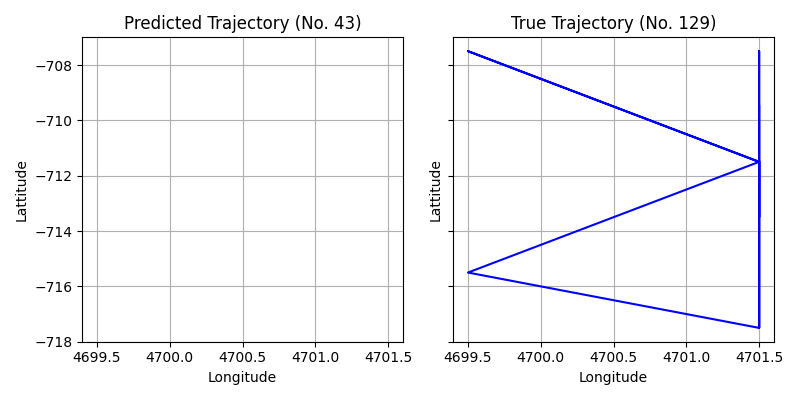 Predicted Trajectory (No. 43)
True Trajectory (No. 129)
−708
−710
−712
−714
−716
−718
Lattitude
Lattitude
4699.5 4700.0 4700.5 4701.0 4701.5
4699.5 4700.0 4700.5 4701.0 4701.5
Longitude
Longitude